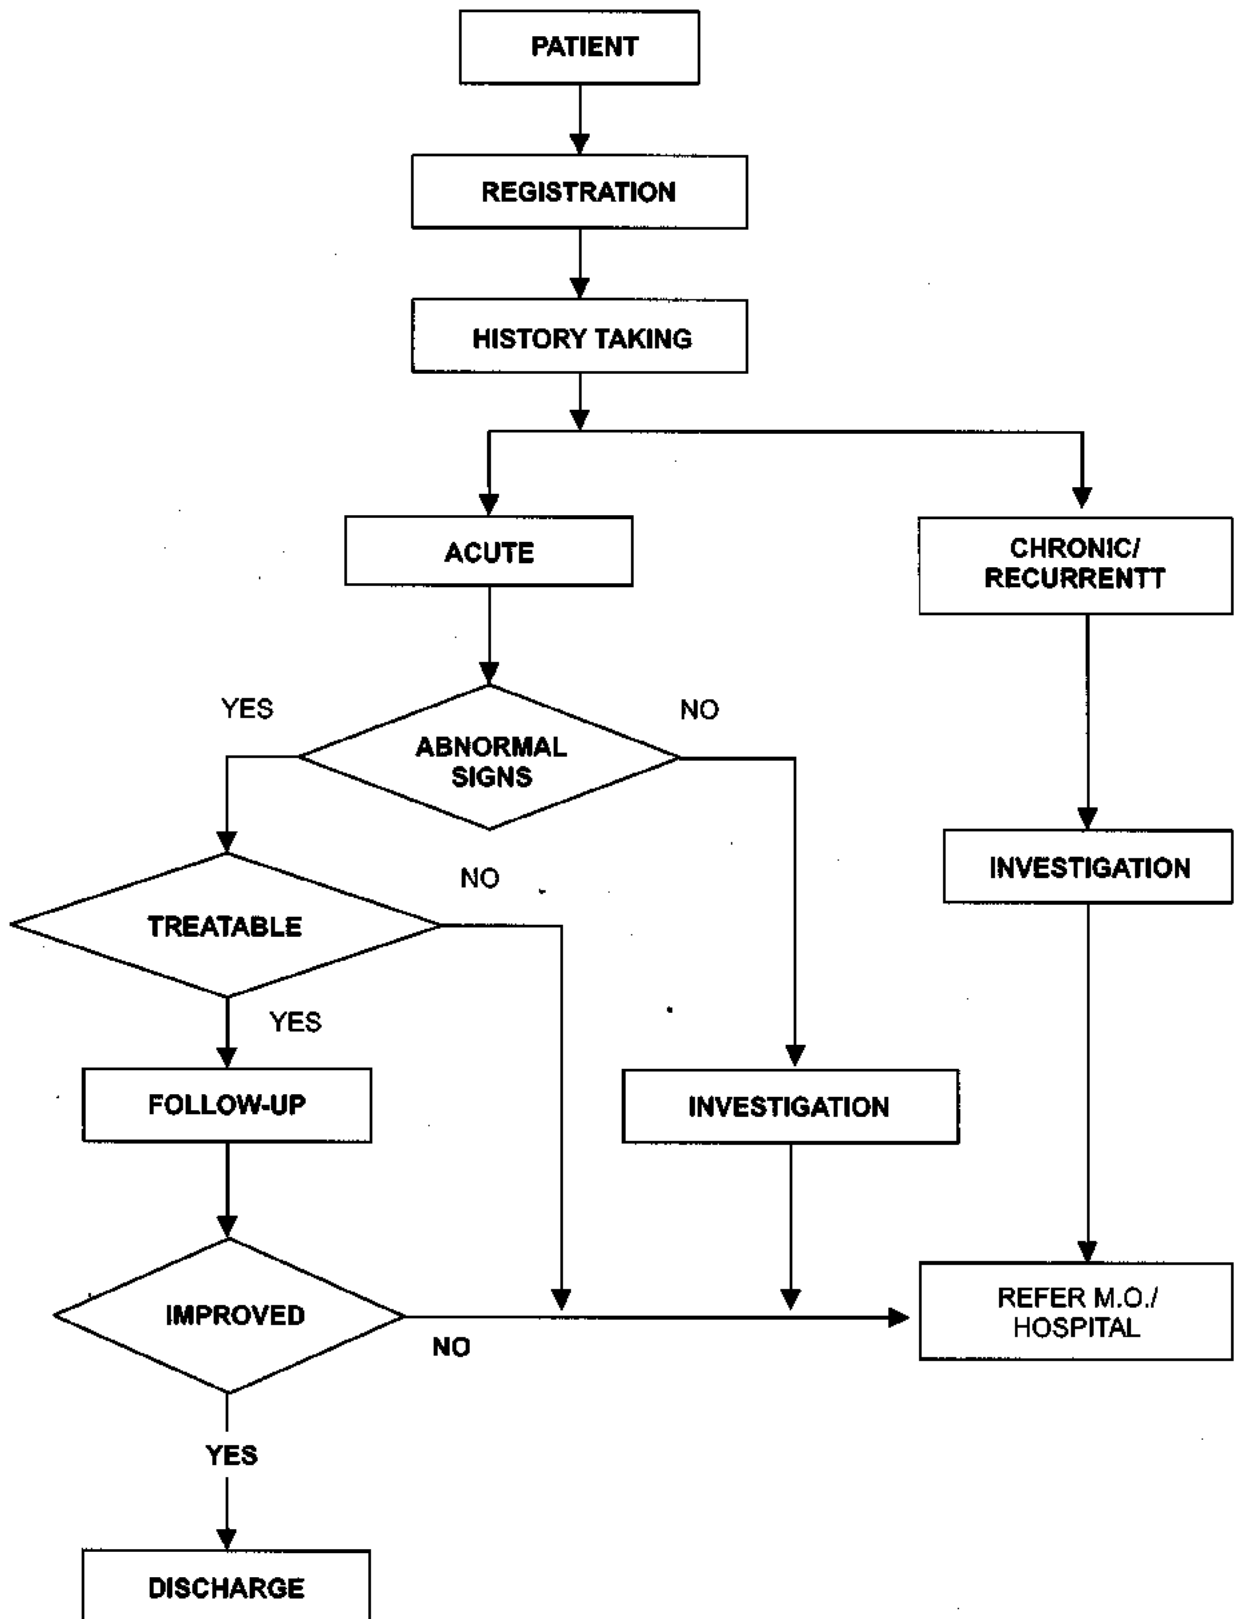 PATIENT
REGISTRATION
HISTORY TAKING
ACUTE
CHRONIC/
RECURRENTT
YES
NO
ABNORMAL
SIGNS
INVESTIGATION
NO
TREATABLE
YES
FOLLOW-UP
INVESTIGATION
IMPROVED
NO
REFER M.O./
HOSPITAL
YES
DISCHARGE